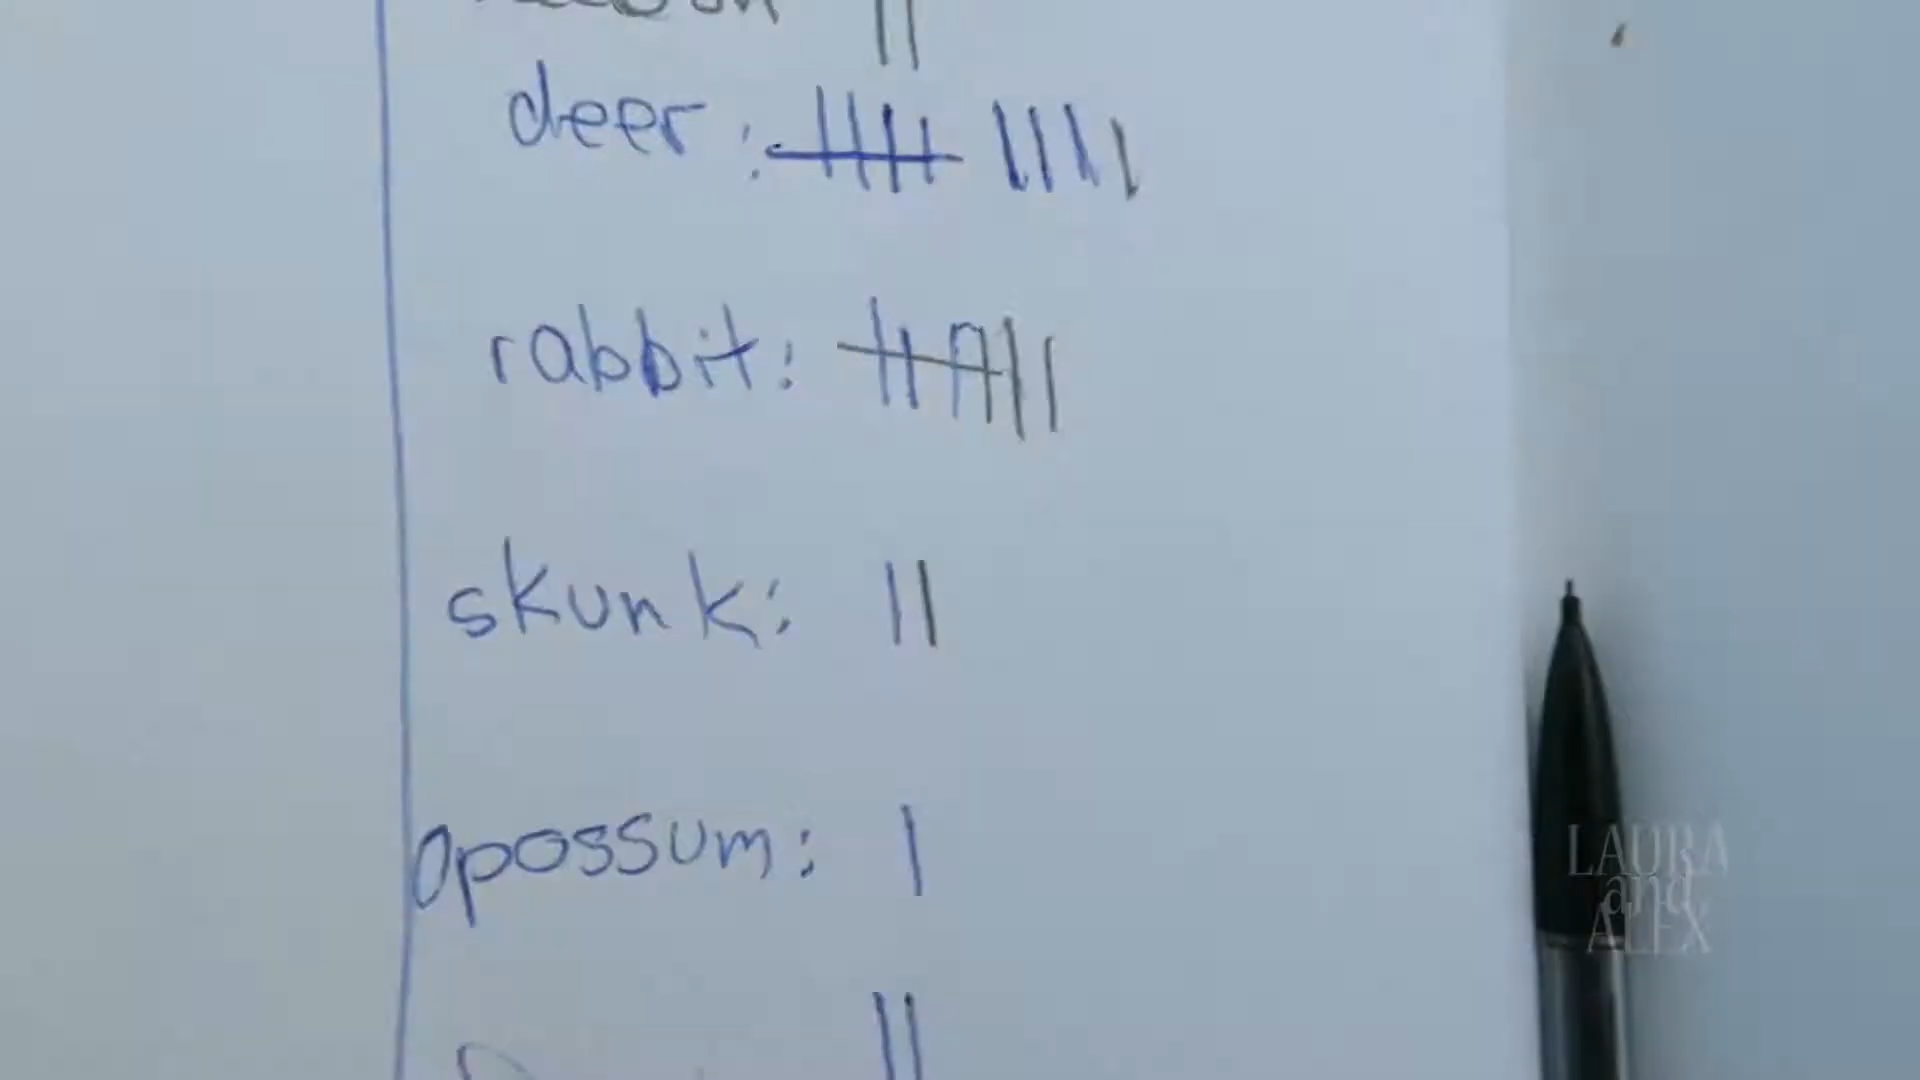 deer:
rabbit:
skunk:
opossum:
LAURA
and
ALEX